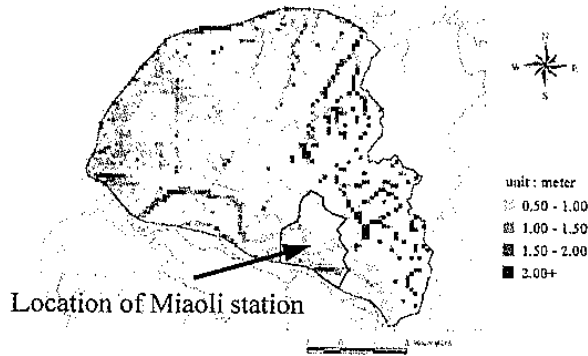 N
W E
S
unit : meter
0.50 - 1.00
1.00 - 1.50
1.50 - 2.00
2.00+
Location of Miaoli station